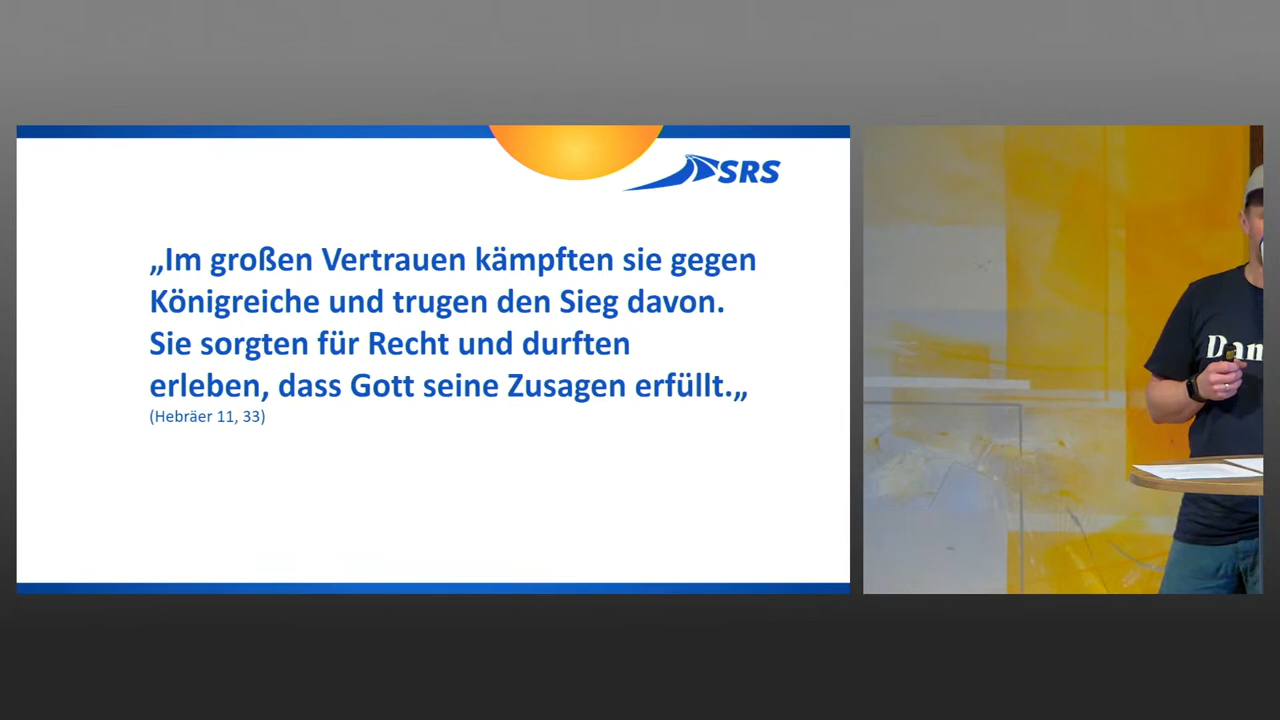 SRS
„Im großen Vertrauen kämpften sie gegen
Königreiche und trugen den Sieg davon.
Sie sorgten für Recht und durften
erleben, dass Gott seine Zusagen erfüllt.„
(Hebräer 11, 33)